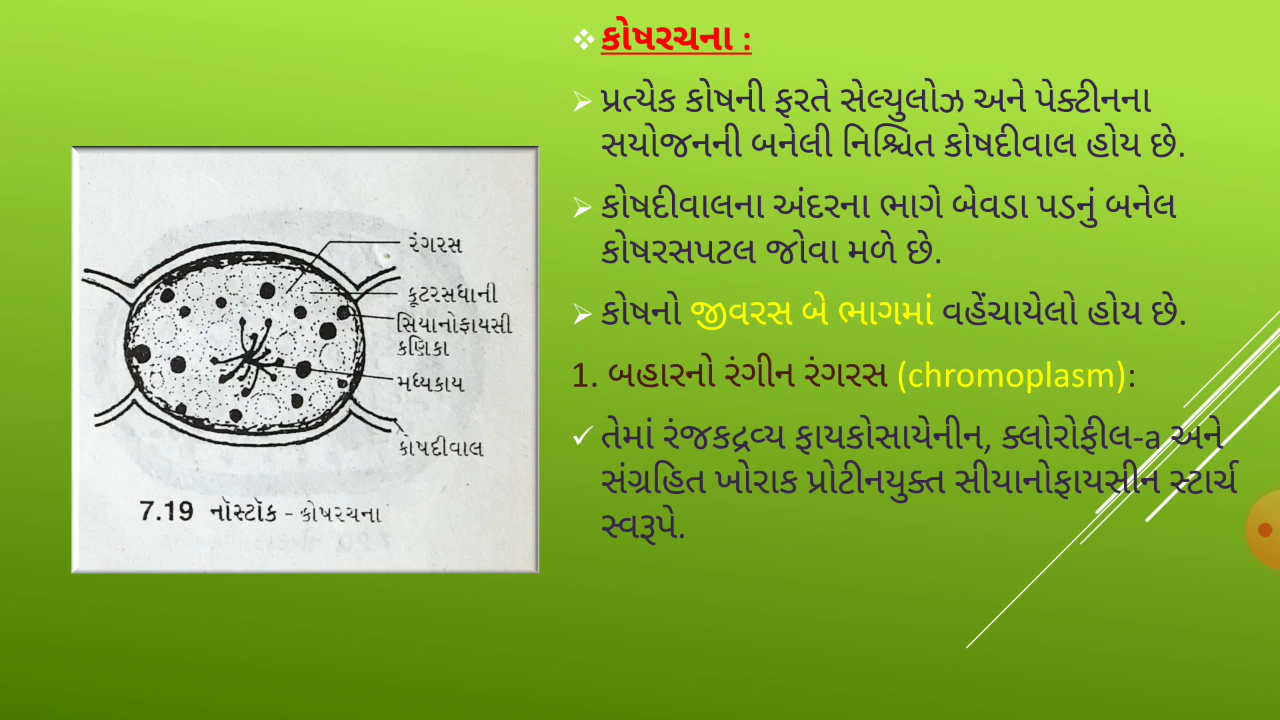 કોષરચના :
પ્રત્યેક કોષની ફરતે સેલ્યુલોઝ અને પેક્ટીનના
સયોજનની બનેલી નિશ્ચિત કોષદીવાલ હોય છે.
કોષદીવાલના અંદરના ભાગે બેવડા પડનું બનેલ
કોષરસપટલ જોવા મળે છે.
કોષનો જીવરસ બે ભાગમાં વહેંચાયેલો હોય છે.
1. બહારનો રંગીન રંગરસ (chromoplasm):
તેમાં રંજકદ્રવ્ય ફાયકોસાયેનીન, ક્લોરોફીલ-a અને
સંગ્રહિત ખોરાક પ્રોટીનયુક્ત સીયાનોફાયસીન સ્ટાર્ચ
સ્વરૂપે.
રંગરસ
કૂટરસધાની
સિયાનોફાયસી
કણિકા
મધ્યકાય
કોષદીવાલ
7.19 નૉસ્ટૉક - કોષરચના